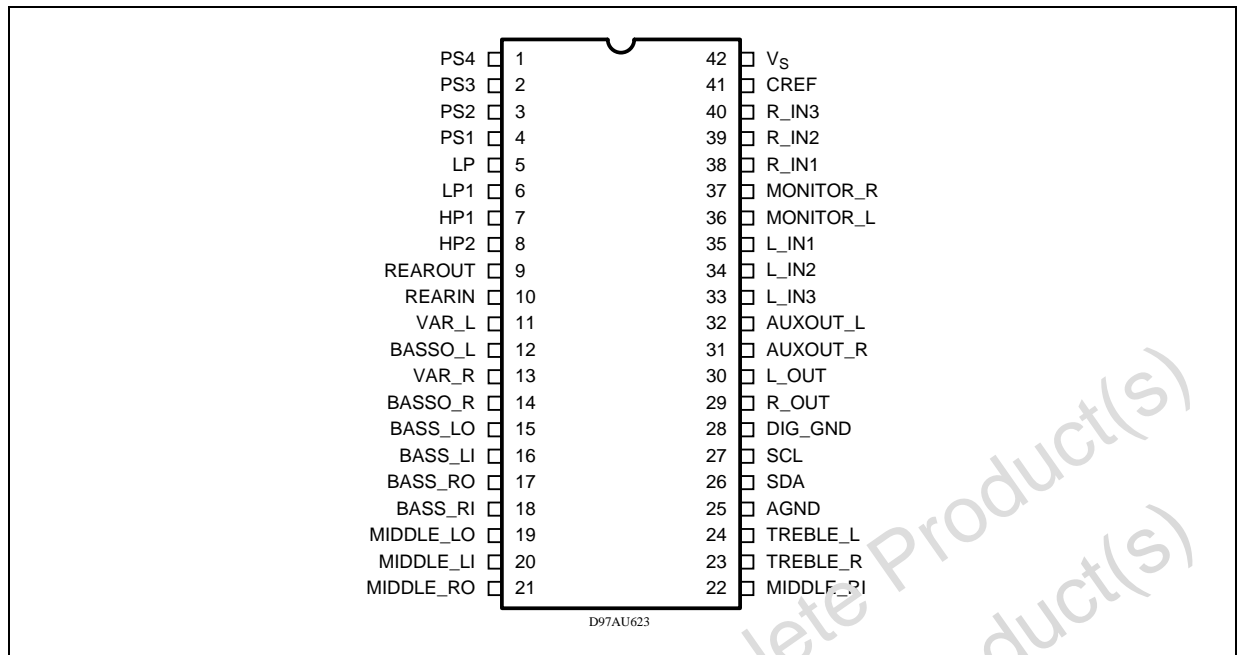 PS4 1 42 VS
PS3 2 41 CREF
PS2 3 40 R_IN3
PS1 4 39 R_IN2
LP 5 38 R_IN1
LP1 6 37 MONITOR_R
HP1 7 36 MONITOR_L
HP2 8 35 L_IN1
REAROUT 9 34 L_IN2
REARIN 10 33 L_IN3
VAR_L 11 32 AUXOUT_L
BASSO_L 12 31 AUXOUT_R
VAR_R 13 30 L_OUT
BASSO_R 14 29 R_OUT
BASS_LO 15 28 DIG_GND
BASS_LI 16 27 SCL
BASS_RO 17 26 SDA
BASS_RI 18 25 AGND
MIDDLE_LO 19 24 TREBLE_L
MIDDLE_LI 20 23 TREBLE_R
MIDDLE_RO 21 22 MIDDLE_RI
D97AU623
lete Product(s)
oduct(s)